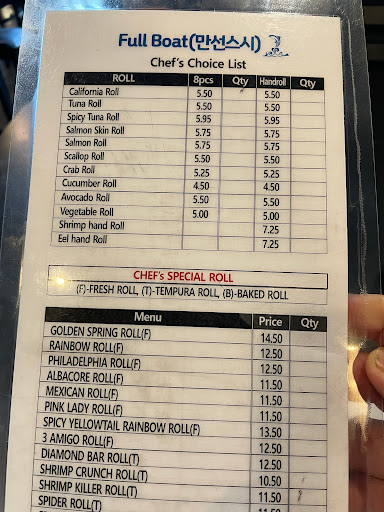 Full Boat(만선스시)
Chef's Choice List
ROLL 8pcs Qty Handroll Qty
California Roll 5.50 5.50
Tuna Roll 5.50 5.50
Spicy Tuna Roll 5.95 5.95
Salmon Skin Roll 5.75 5.75
Salmon Roll 5.75 5.75
Scallop Roll 5.50 5.50
Crab Roll 5.25 5.25
Cucumber Roll 4.50 4.50
Avocado Roll 5.50 5.50
Vegetable Roll 5.00 5.00
Shrimp hand Roll 7.25
Eel hand Roll 7.25
CHEF's SPECIAL ROLL
(F)-FRESH ROLL, (T)-TEMPURA ROLL, (B)-BAKED ROLL
Menu Price Qty
GOLDEN SPRING ROLL(F) 14.50
RAINBOW ROLL(F) 12.50
PHILADELPHIA ROLL(F) 12.50
ALBACORE ROLL(F) 11.50
MEXICAN ROLL(F) 11.50
PINK LADY ROLL(F) 11.50
SPICY YELLOWTAIL RAINBOW ROLL(F) 13.50
3 AMIGO ROLL(F) 12.50
DIAMOND BAR ROLL(T) 12.50
SHRIMP CRUNCH ROLL(T) 10.50
SHRIMP KILLER ROLL(T) 11.50
SPIDER ROLL(T) 11.50